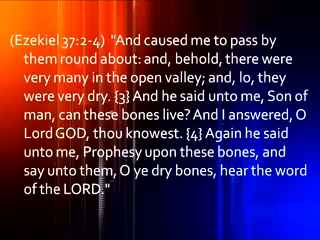 (Ezekiel 37:2-4)  "And caused me to pass by
them round about: and, behold, there were
very many in the open valley; and, lo, they
were very dry. {3} And he said unto me, Son of
man, can these bones live? And I answered, O
Lord GOD, thou knowest. {4} Again he said
unto me, Prophesy upon these bones, and
say unto them, O ye dry bones, hear the word
of the LORD."